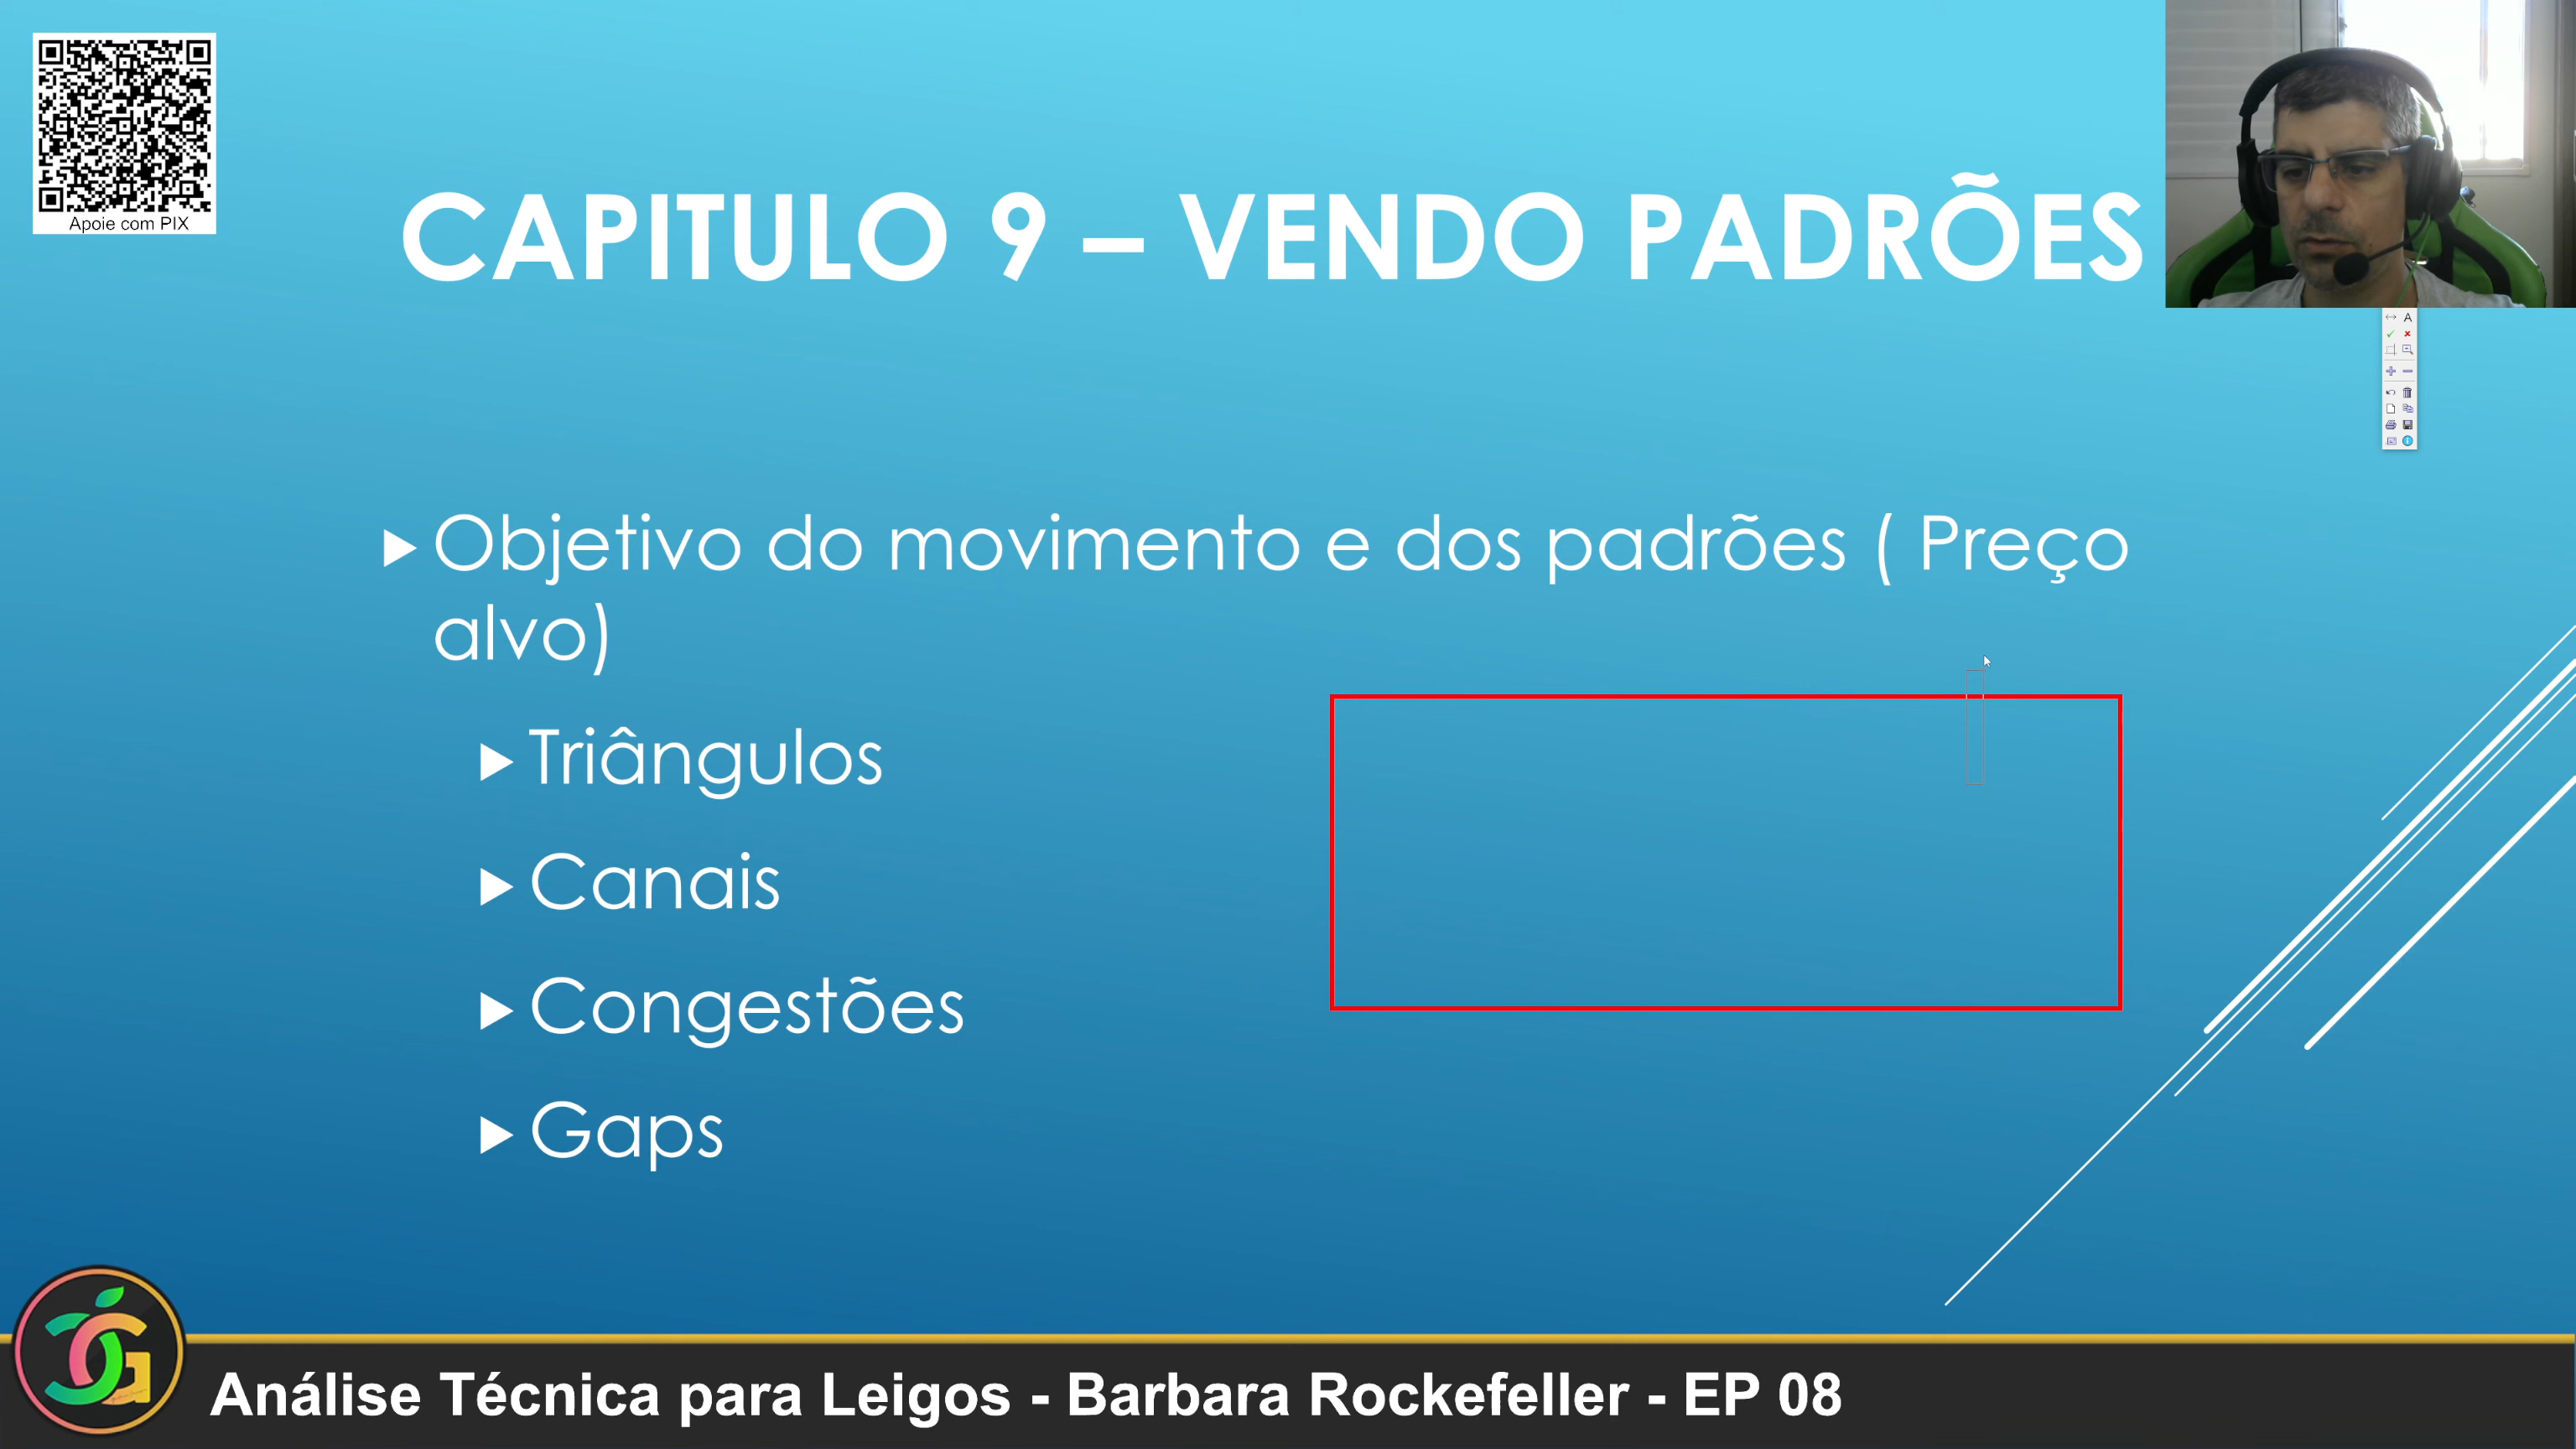 Apoie com PIX
CAPITULO 9 – VENDO PADRÕES
A
Objetivo do movimento e dos padrões ( Preço
alvo)
Triângulos
Canais
Congestões
Gaps
Análise Técnica para Leigos - Barbara Rockefeller - EP 08